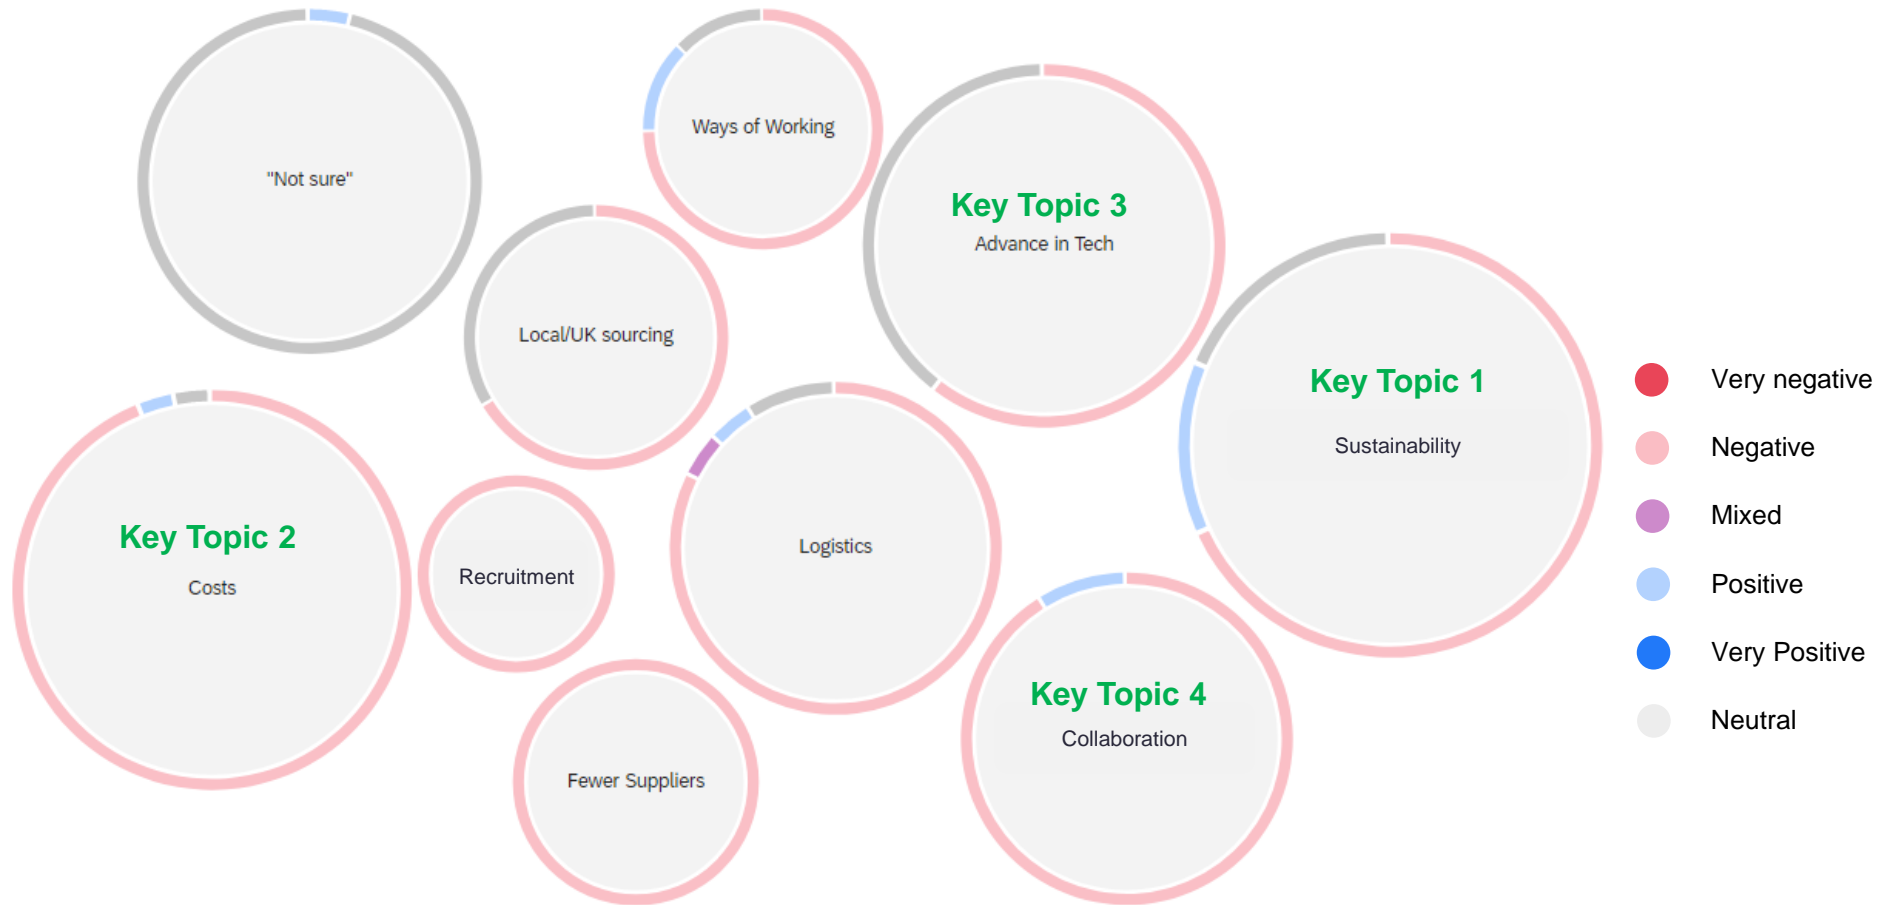 "Not sure"
Ways of Working
Key Topic 3
Advance in Tech
Local/UK sourcing
Key Topic 1
Sustainability
Key Topic 2
Costs
Recruitment
Logistics
Key Topic 4
Collaboration
Fewer Suppliers
Very negative
Negative
Mixed
Positive
Very Positive
Neutral